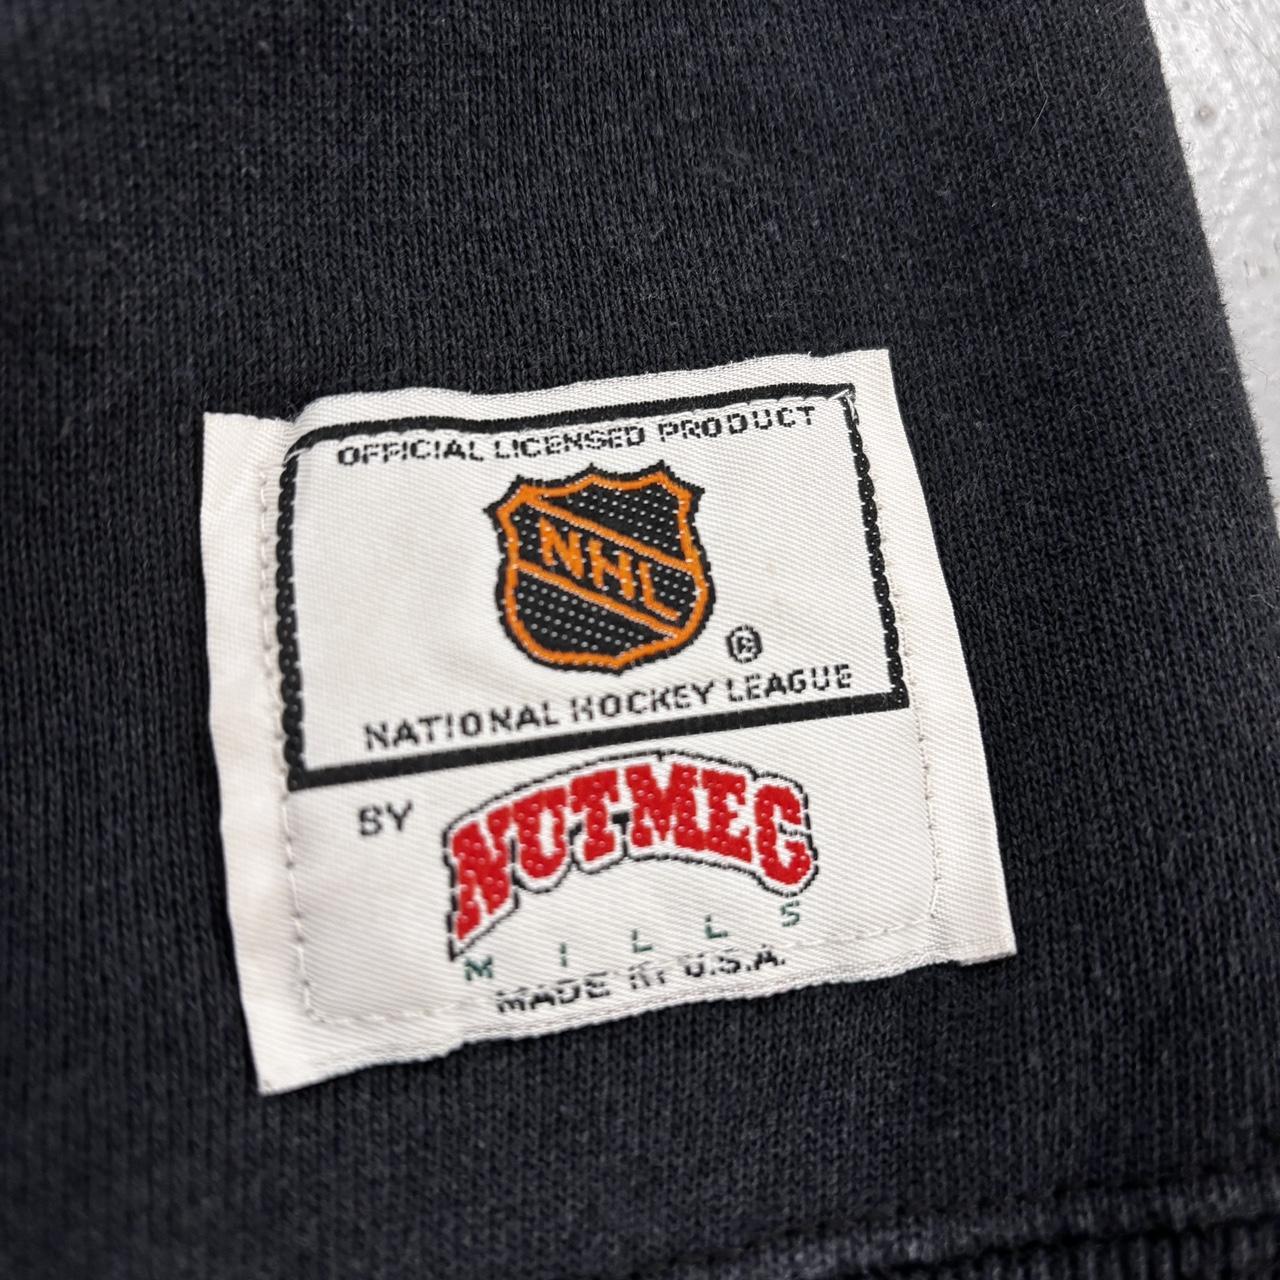 OFFICIAL LICENSED PRODUCT
NHL
®
NATIONAL HOCKEY LEAGUE
BY NUTMEG
MILLS
MADE IN U.S.A.